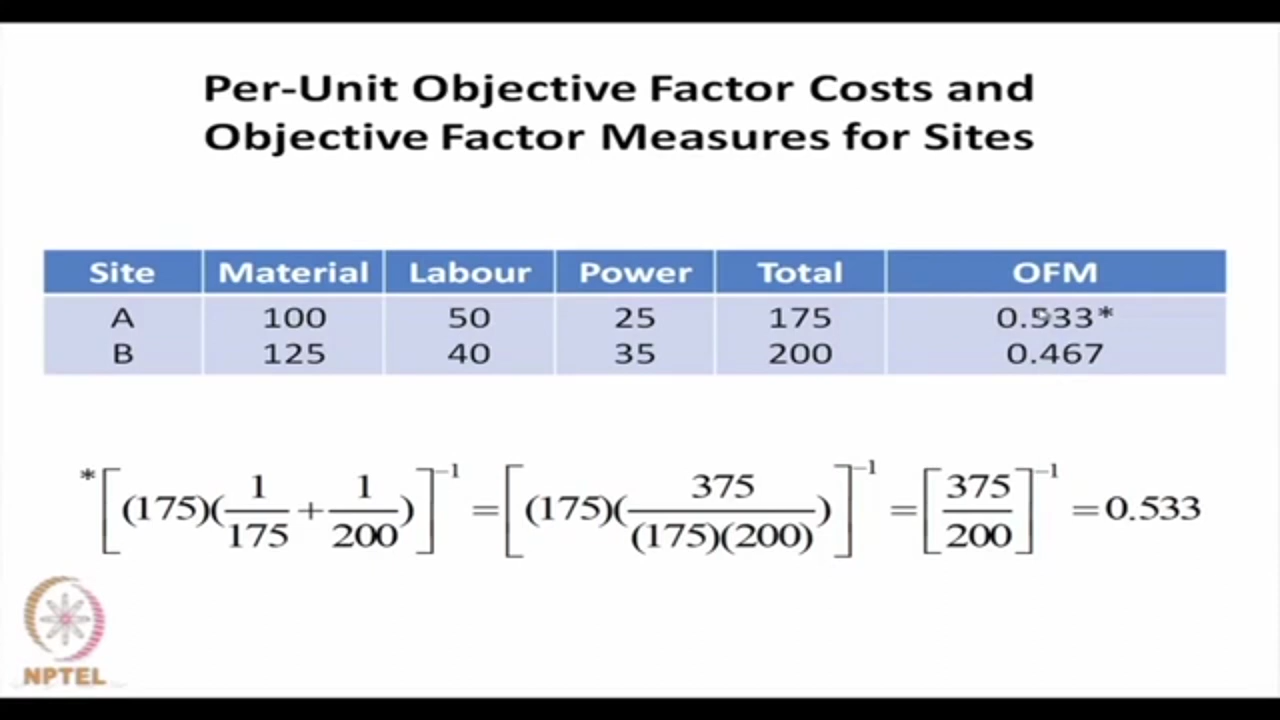 Per-Unit Objective Factor Costs and
Objective Factor Measures for Sites
Site Material Labour Power Total OFM
A 100 50 25 175 0.533*
B 125 40 35 200 0.467
*[(175)(1/175 + 1/200)]^-1 = [(175)(375/(175)(200))]^-1 = [375/200]^-1 = 0.533
NPTEL